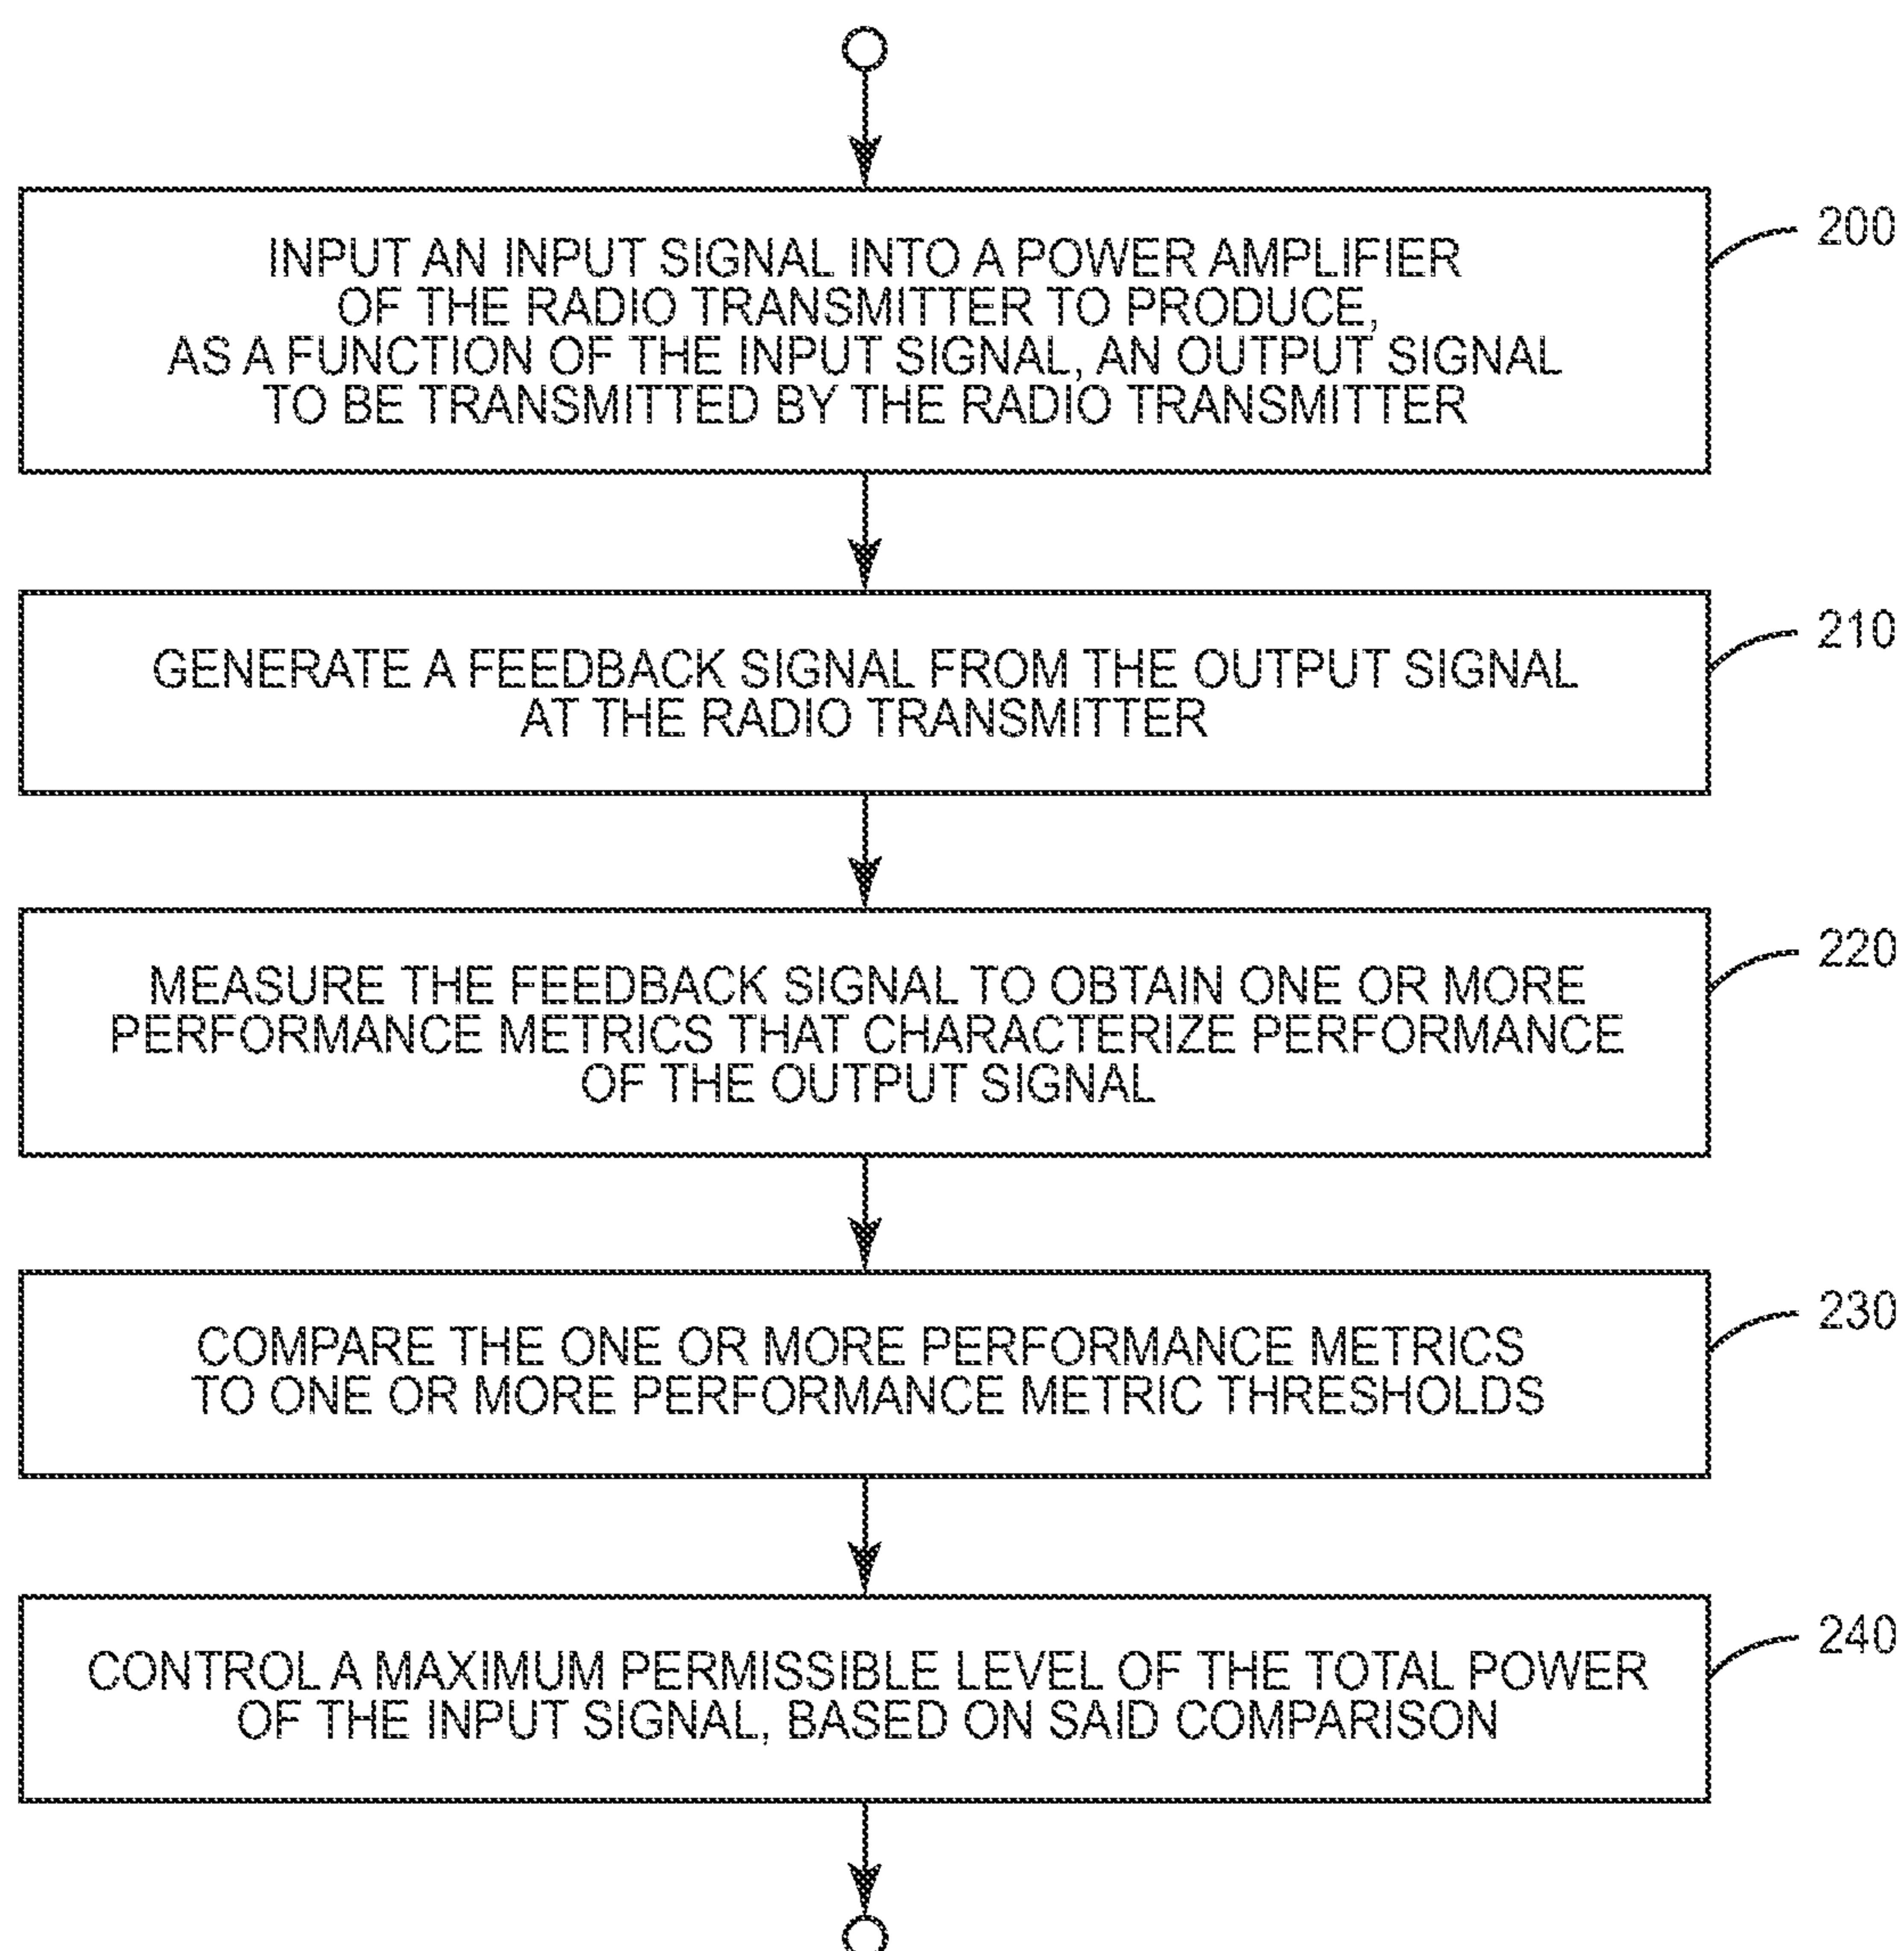 INPUT AN INPUT SIGNAL INTO A POWER AMPLIFIER
OF THE RADIO TRANSMITTER TO PRODUCE,
AS A FUNCTION OF THE INPUT SIGNAL, AN OUTPUT SIGNAL
TO BE TRANSMITTED BY THE RADIO TRANSMITTER
200
GENERATE A FEEDBACK SIGNAL FROM THE OUTPUT SIGNAL
AT THE RADIO TRANSMITTER
210
MEASURE THE FEEDBACK SIGNAL TO OBTAIN ONE OR MORE
PERFORMANCE METRICS THAT CHARACTERIZE PERFORMANCE
OF THE OUTPUT SIGNAL
220
COMPARE THE ONE OR MORE PERFORMANCE METRICS
TO ONE OR MORE PERFORMANCE METRIC THRESHOLDS
230
CONTROL A MAXIMUM PERMISSIBLE LEVEL OF THE TOTAL POWER
OF THE INPUT SIGNAL, BASED ON SAID COMPARISON
240